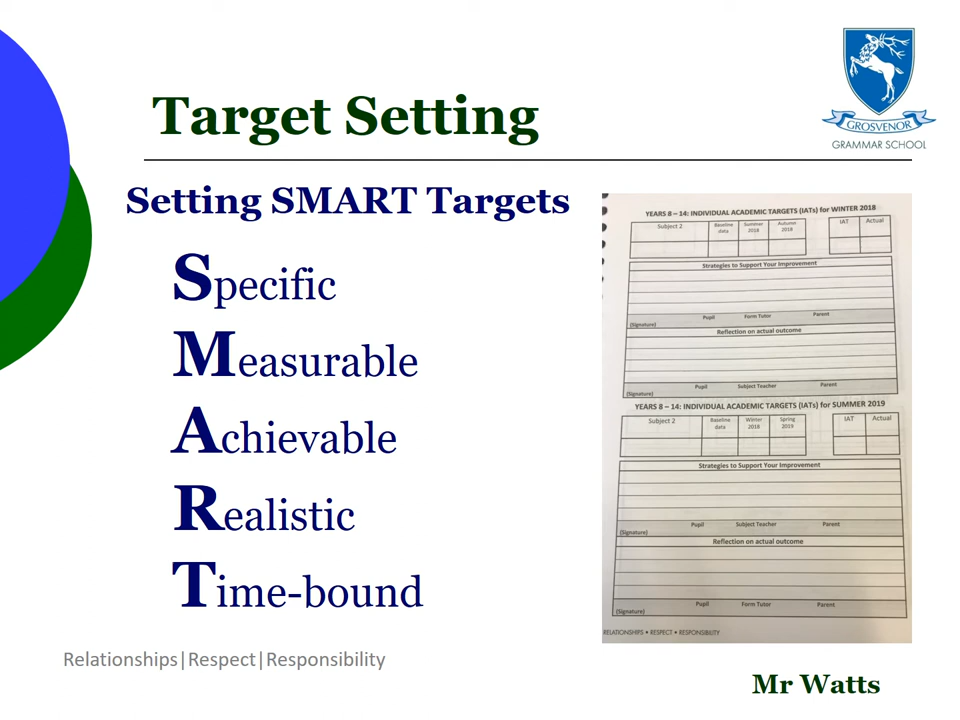 Target Setting
GROSVENOR
GRAMMAR SCHOOL
Setting SMART Targets
Specific
Measurable
Achievable
Realistic
Time-bound
YEARS 8 – 14: INDIVIDUAL ACADEMIC TARGETS (IATs) for WINTER 2018
Subject 2 Baseline data Summer 2018 Autumn 2018 IAT Actual
Strategies to Support Your Improvement
(Signature) Pupil Form Tutor Parent
Reflection on actual outcome
(Signature) Pupil Subject Teacher Parent
YEARS 8 – 14: INDIVIDUAL ACADEMIC TARGETS (IATs) for SUMMER 2019
Subject 2 Baseline data Winter 2018 Spring 2019 IAT Actual
Strategies to Support Your Improvement
(Signature) Pupil Subject Teacher Parent
Reflection on actual outcome
(Signature) Pupil Form Tutor Parent
RELATIONSHIPS • RESPECT • RESPONSIBILITY
Relationships|Respect|Responsibility
Mr Watts